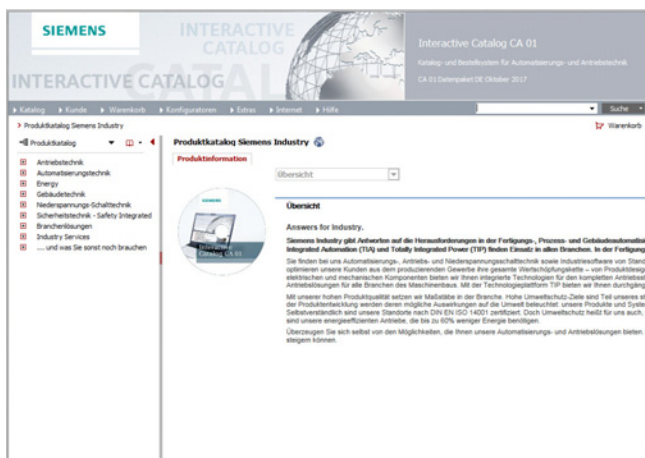 SIEMENS
INTERACTIVE
CATALOG
INTERACTIVE CATALOG
CATAL
Interactive Catalog CA 01
Katalog- und Bestellsystem für Automatisierungs- und Antriebstechnik
CA 01 Datenpaket DE Oktober 2017
Katalog Kunde Warenkorb Konfiguratoren Extras Internet Hilfe Suche
Produktkatalog Siemens Industry Warenkorb
Produktkatalog
Produktkatalog Siemens Industry
Produktinformation
Antriebstechnik
Automatisierungstechnik
Energy
Gebäudetechnik
Niederspannungs-Schalttechnik
Sicherheitstechnik - Safety Integrated
Branchenlösungen
Industry Services
.... und was Sie sonst noch brauchen
Übersicht
SIEMENS
Interactive
Catalog CA 01
Übersicht
Answers for Industry.
Siemens Industry gibt Antworten auf die Herausforderungen in der Fertigungs-, Prozess- und Gebäudeautomatisi
Integrated Automation (TIA) und Totally Integrated Power (TIP) finden Einsatz in allen Branchen. In der Fertigung
Sie finden bei uns Automatisierungs-, Antriebs- und Niederspannungsschalttechnik sowie Industriesoftware von Stand
optimieren unsere Kunden aus dem produzierenden Gewerbe ihre gesamte Wertschöpfungskette – von Produktdesign
elektrischen und mechanischen Komponenten bieten wir Ihnen integrierte Technologien für den kompletten Antriebsst
Antriebslösungen für alle Branchen des Maschinenbaus. Mit der Technologieplattform TIP bieten wir Ihnen durchgäng
Mit unserer hohen Produktqualität setzen wir Maßstäbe in der Branche. Hohe Umweltschutz-Ziele sind Teil unseres st
der Produktentwicklung werden deren mögliche Auswirkungen auf die Umwelt beleuchtet: unsere Produkte und Syste
Selbstverständlich sind unsere Standorte nach DIN EN ISO 14001 zertifiziert. Doch Umweltschutz heißt für uns auch,
sind unsere energieeffizienten Antriebe, die bis zu 60% weniger Energie benötigen.
Überzeugen Sie sich selbst von den Möglichkeiten, die Ihnen unsere Automatisierungs- und Antriebslösungen bieten.
steigern können.